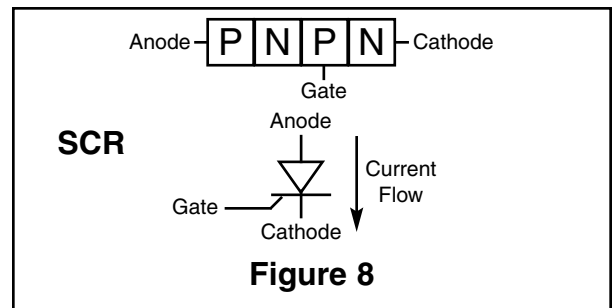 Anode P N P N Cathode
Gate
Anode
SCR
Current
Flow
Gate
Cathode
Figure 8